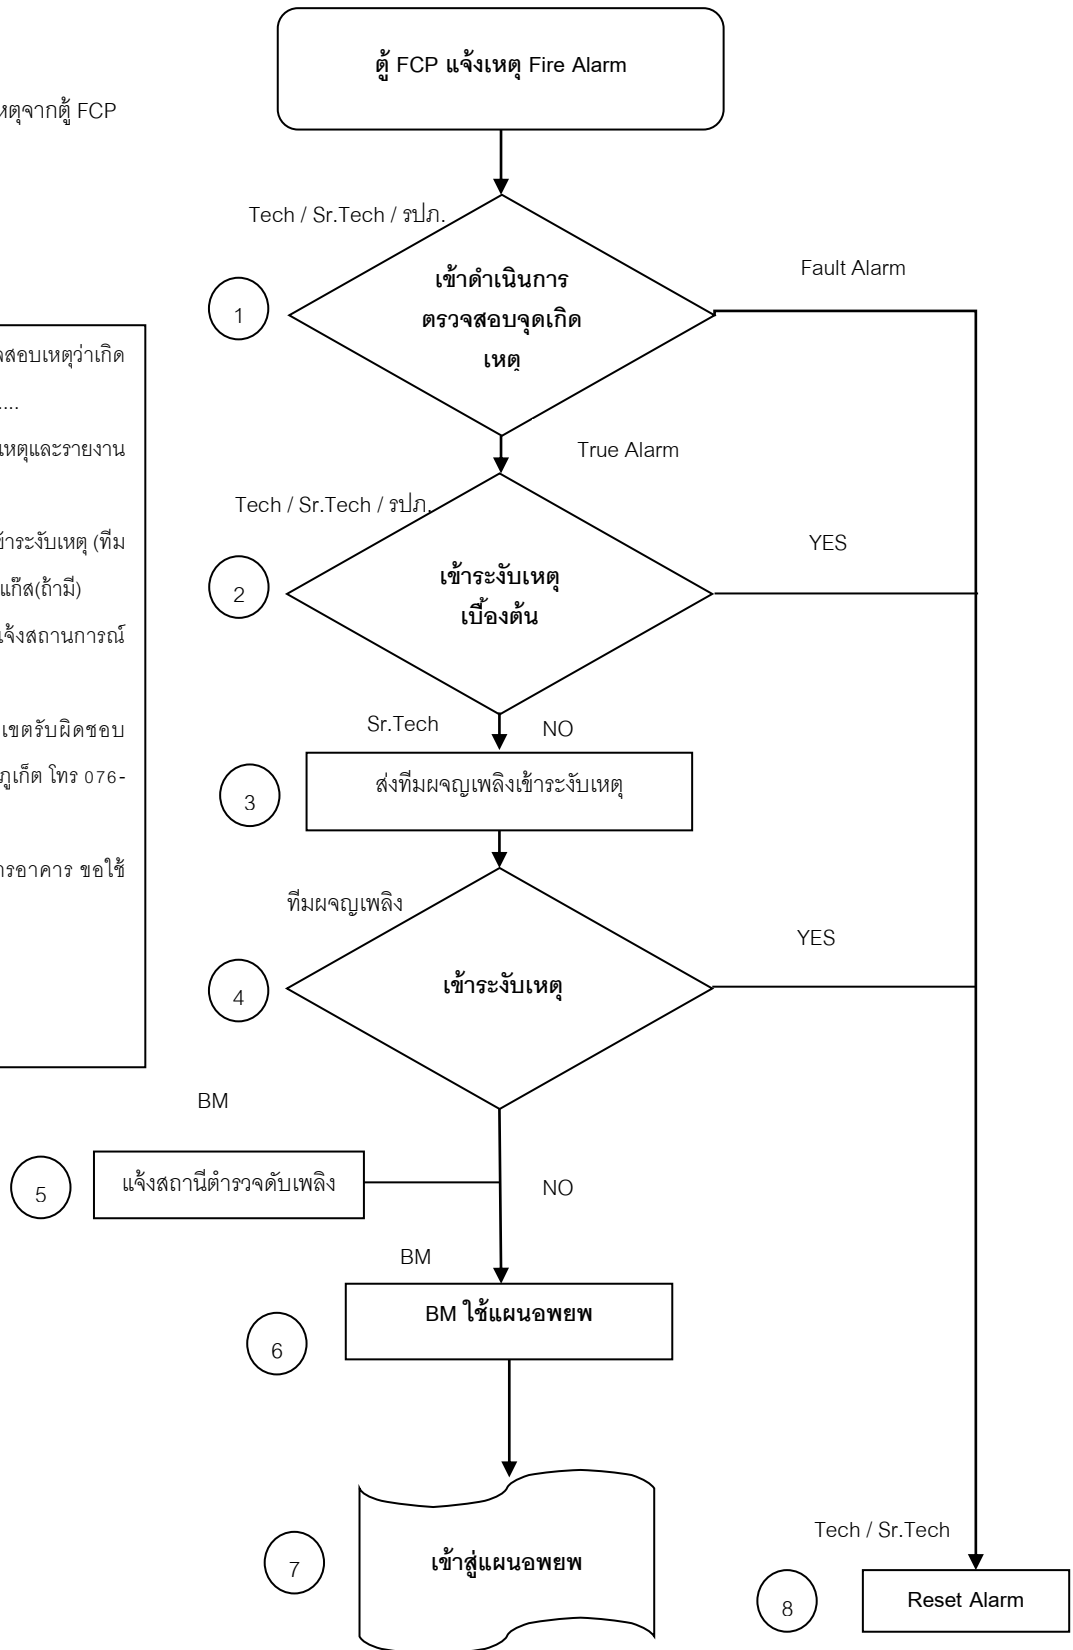 ตู้ FCP แจ้งเหตุ Fire Alarm
หตุจากตู้ FCP
Tech / Sr.Tech / รปภ.
1
เข้าดำเนินการ
ตรวจสอบจุดเกิด
เหตุ
Fault Alarm
สอบเหตุว่าเกิด
....
เหตุและรายงาน
ข้าระงับเหตุ (ทีม
แก๊ส(ถ้ามี)
แจ้งสถานการณ์
เขตรับผิดชอบ
ภูเก็ต โทร 076-
ารอาคาร ขอใช้
True Alarm
Tech / Sr.Tech / รปภ.
2
เข้าระงับเหตุ
เบื้องต้น
YES
Sr.Tech
NO
3
ส่งทีมผจญเพลิงเข้าระงับเหตุ
ทีมผจญเพลิง
4
เข้าระงับเหตุ
YES
BM
5
แจ้งสถานีตำรวจดับเพลิง
NO
BM
6
BM ใช้แผนอพยพ
7
เข้าสู่แผนอพยพ
Tech / Sr.Tech
8
Reset Alarm